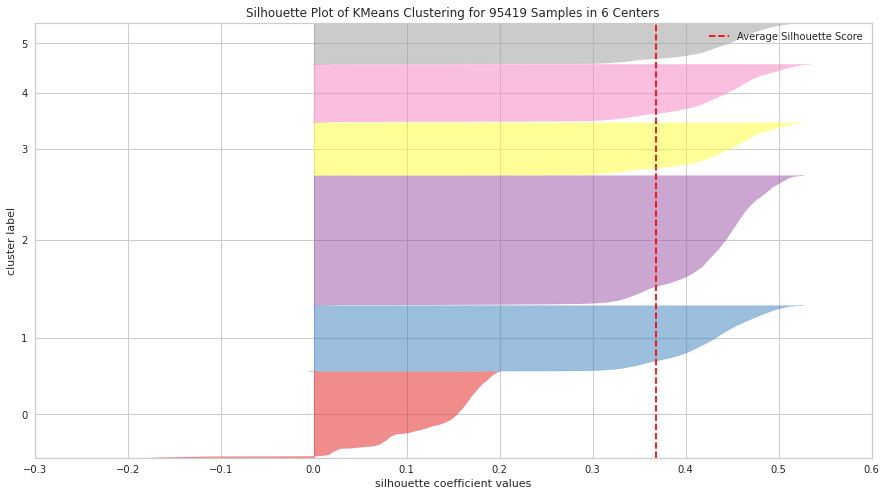 Silhouette Plot of KMeans Clustering for 95419 Samples in 6 Centers
Average Silhouette Score
cluster label
5
4
3
2
1
0
−0.3 −0.2 −0.1 0.0 0.1 0.2 0.3 0.4 0.5 0.6
silhouette coefficient values